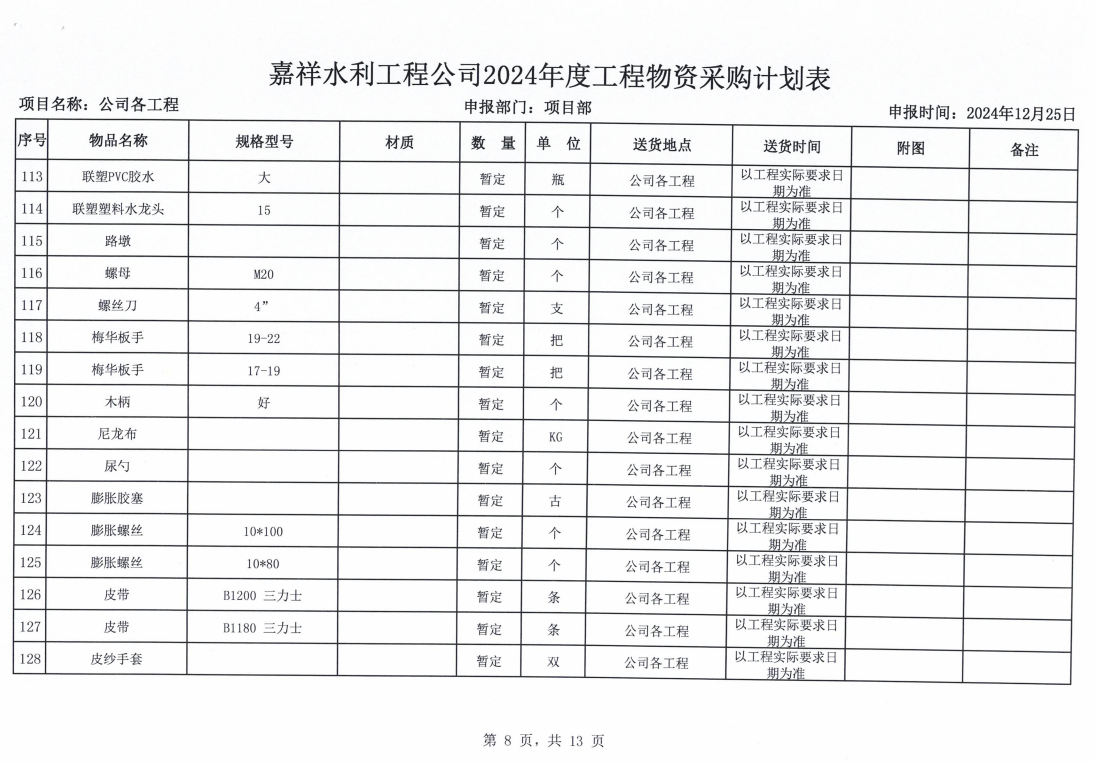 嘉祥水利工程公司2024年度工程物资采购计划表
项目名称：公司各工程 申报部门：项目部 申报时间：2024年12月25日
序号 物品名称 规格型号 材质 数 量 单 位 送货地点 送货时间 附图 备注
113 联塑PVC胶水 大 暂定 瓶 公司各工程 以工程实际要求日
期为准
114 联塑塑料水龙头 15 暂定 个 公司各工程 以工程实际要求日
期为准
115 路墩 暂定 个 公司各工程 以工程实际要求日
期为准
116 螺母 M20 暂定 个 公司各工程 以工程实际要求日
期为准
117 螺丝刀 4” 暂定 支 公司各工程 以工程实际要求日
期为准
118 梅华板手 19-22 暂定 把 公司各工程 以工程实际要求日
期为准
119 梅华板手 17-19 暂定 把 公司各工程 以工程实际要求日
期为准
120 木柄 好 暂定 个 公司各工程 以工程实际要求日
期为准
121 尼龙布 暂定 KG 公司各工程 以工程实际要求日
期为准
122 尿勺 暂定 个 公司各工程 以工程实际要求日
期为准
123 膨胀胶塞 暂定 古 公司各工程 以工程实际要求日
期为准
124 膨胀螺丝 10*100 暂定 个 公司各工程 以工程实际要求日
期为准
125 膨胀螺丝 10*80 暂定 个 公司各工程 以工程实际要求日
期为准
126 皮带 B1200 三力士 暂定 条 公司各工程 以工程实际要求日
期为准
127 皮带 B1180 三力士 暂定 条 公司各工程 以工程实际要求日
期为准
128 皮纱手套 暂定 双 公司各工程 以工程实际要求日
期为准
第 8 页，共 13 页